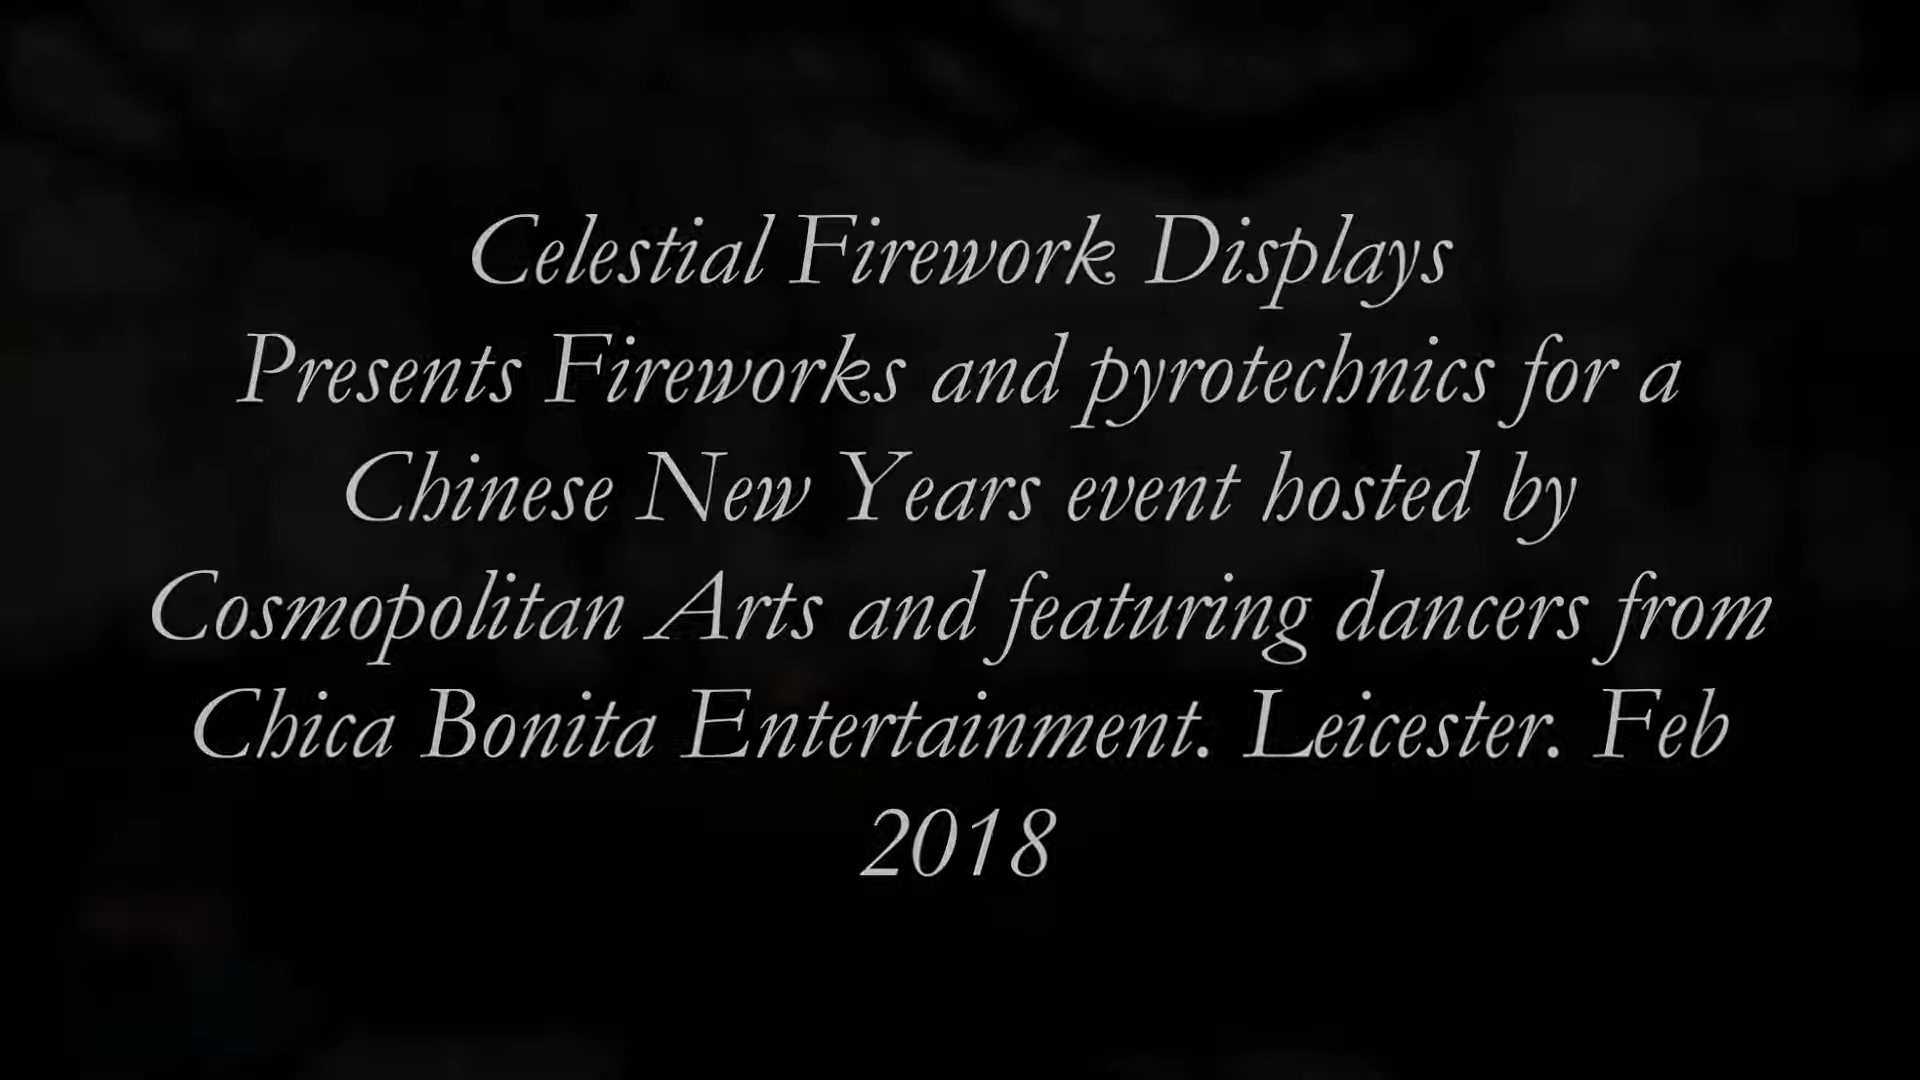 Celestial Firework Displays
Presents Fireworks and pyrotechnics for a
Chinese New Years event hosted by
Cosmopolitan Arts and featuring dancers from
Chica Bonita Entertainment. Leicester. Feb
2018